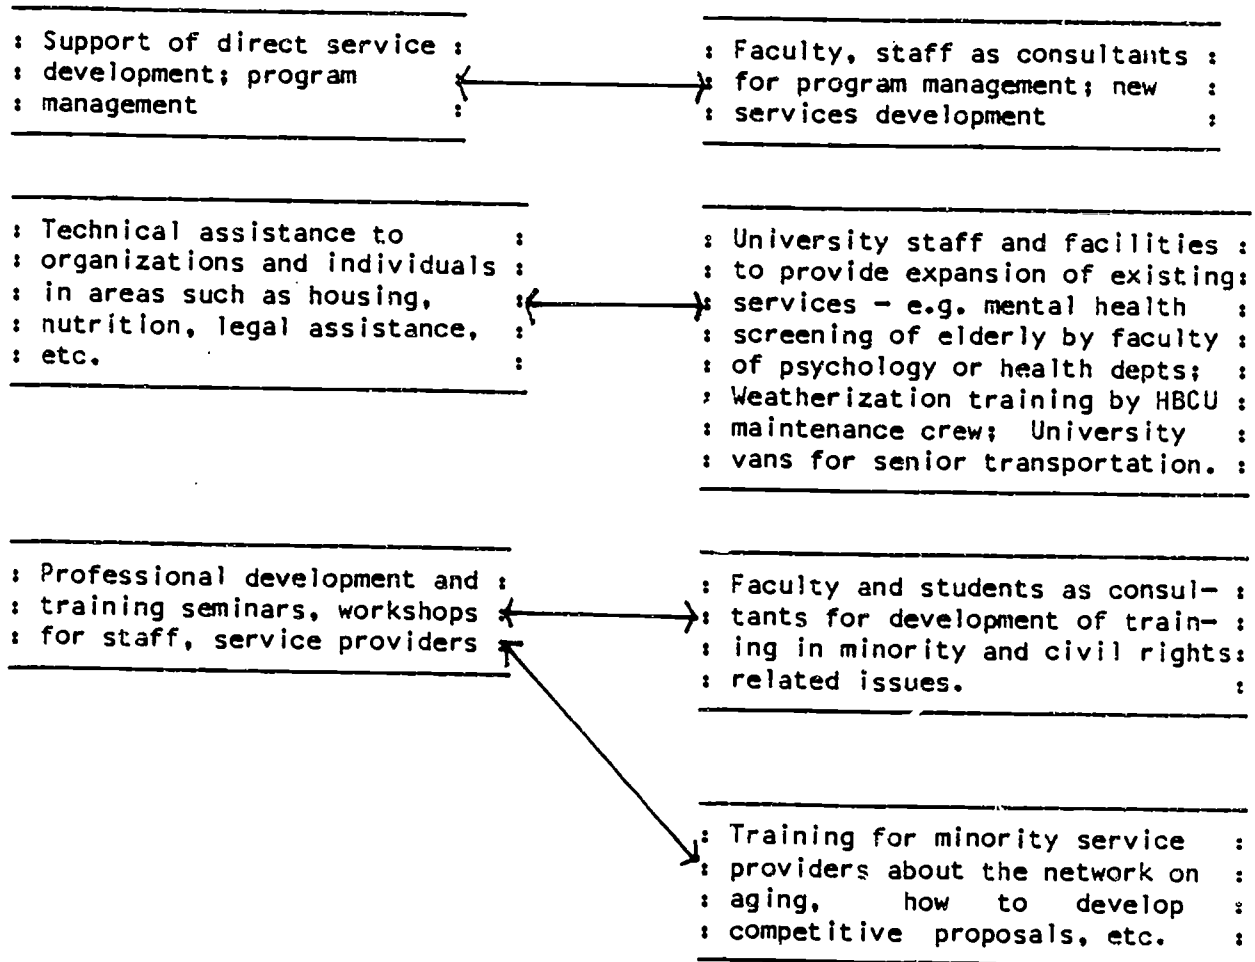 : Support of direct service :
: development; program
: management :
: Faculty, staff as consultants :
: for program management; new :
: services development :
: Technical assistance to :
: organizations and individuals :
: in areas such as housing, :
: nutrition, legal assistance, :
: etc. :
: University staff and facilities :
: to provide expansion of existing:
: services - e.g. mental health :
: screening of elderly by faculty :
: of psychology or health depts; :
: Weatherization training by HBCU :
: maintenance crew; University :
: vans for senior transportation. :
: Professional development and :
: training seminars, workshops :
: for staff, service providers :
: Faculty and students as consul- :
: tants for development of train- :
: ing in minority and civil rights:
: related issues. :
: Training for minority service :
: providers about the network on :
: aging, how to develop :
: competitive proposals, etc. :